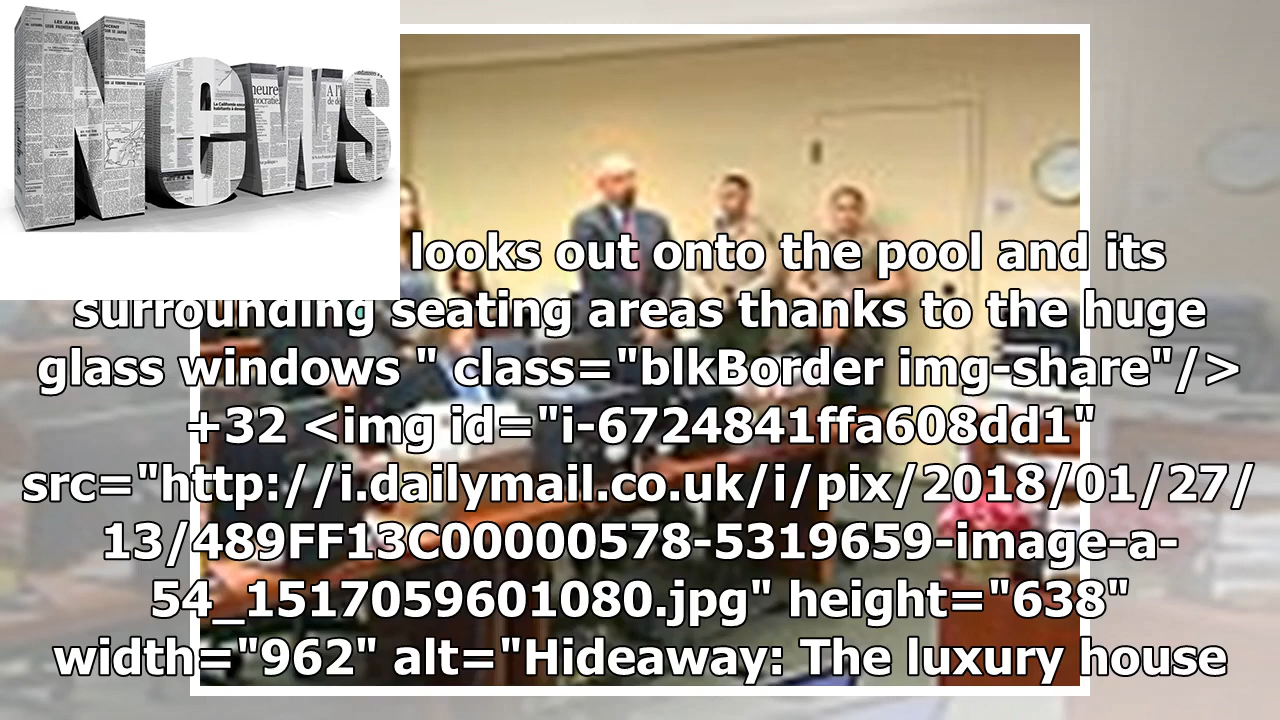 News
looks out onto the pool and its
surrounding seating areas thanks to the huge
glass windows " class="blkBorder img-share"/>
+32 <img id="i-6724841ffa608dd1"
src="http://i.dailymail.co.uk/i/pix/2018/01/27/
13/489FF13C00000578-5319659-image-a-
54_1517059601080.jpg" height="638"
width="962" alt="Hideaway: The luxury house